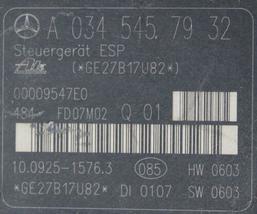 A 034 545 79 32
Steuergerät ESP
Ate (*GE27B17U82*)
00009547E0
484 FD07M02 Q 01
10.0925-1576.3 085 HW 0603
*GE27B17U82* DI 0107 SW 0603